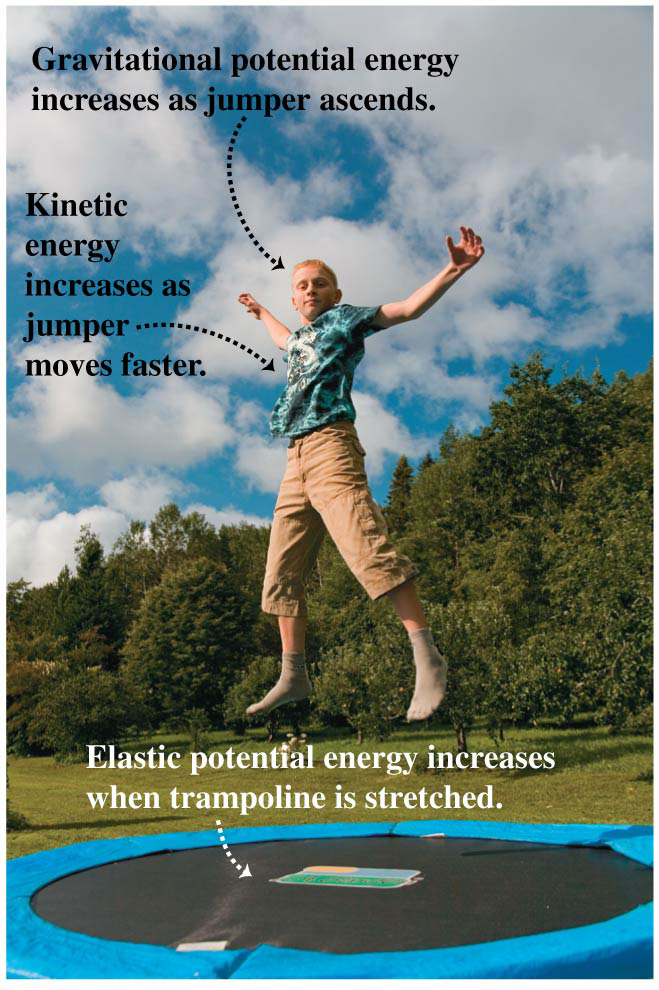 Gravitational potential energy
increases as jumper ascends.
Kinetic
energy
increases as
jumper
moves faster.
Elastic potential energy increases
when trampoline is stretched.